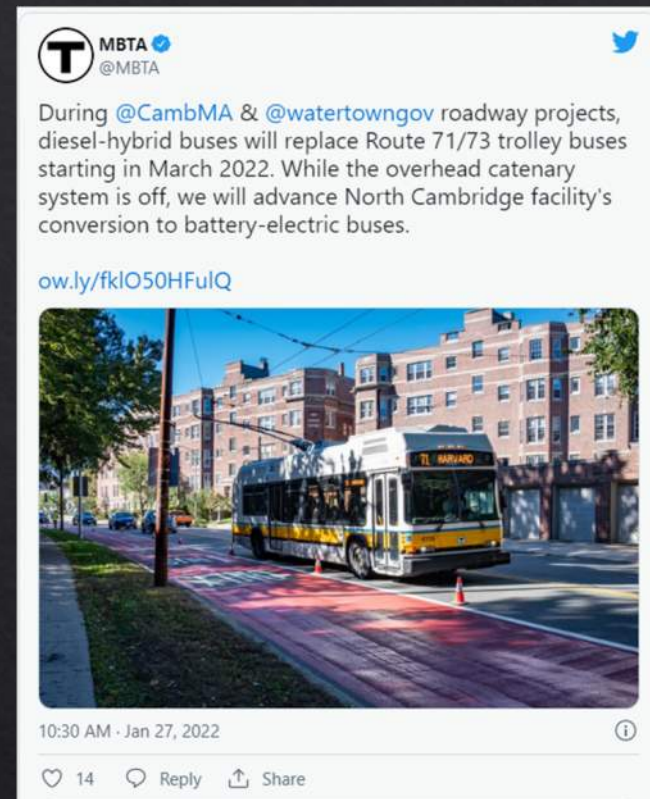 MBTA
@MBTA
During @CambMA & @watertowngov roadway projects,
diesel-hybrid buses will replace Route 71/73 trolley buses
starting in March 2022. While the overhead catenary
system is off, we will advance North Cambridge facility's
conversion to battery-electric buses.
ow.ly/fklO50HFulQ
71 HARVARD
10:30 AM · Jan 27, 2022
14 Reply Share